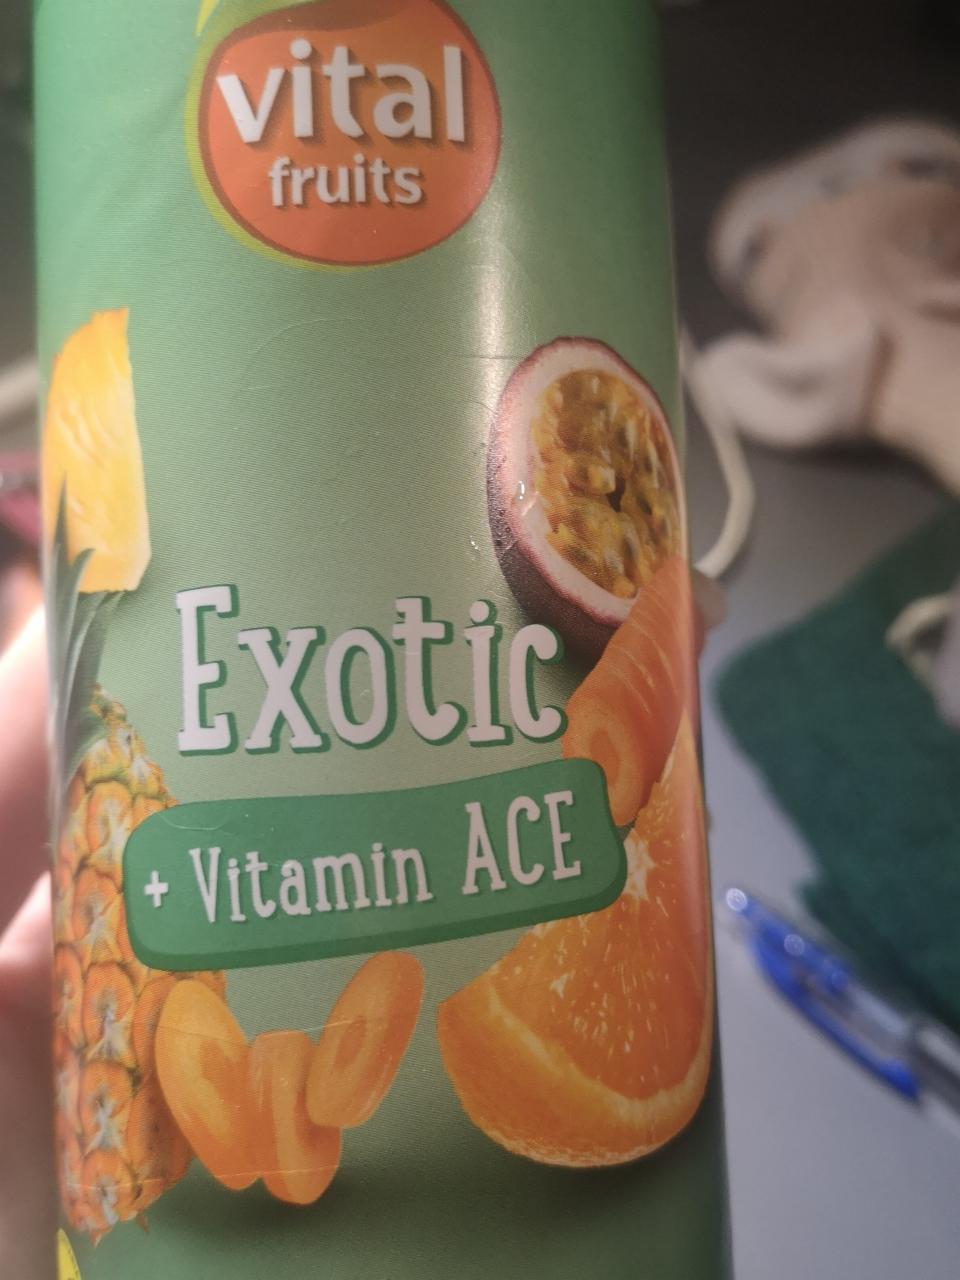 vital
fruits
Exotic
+ Vitamin ACE